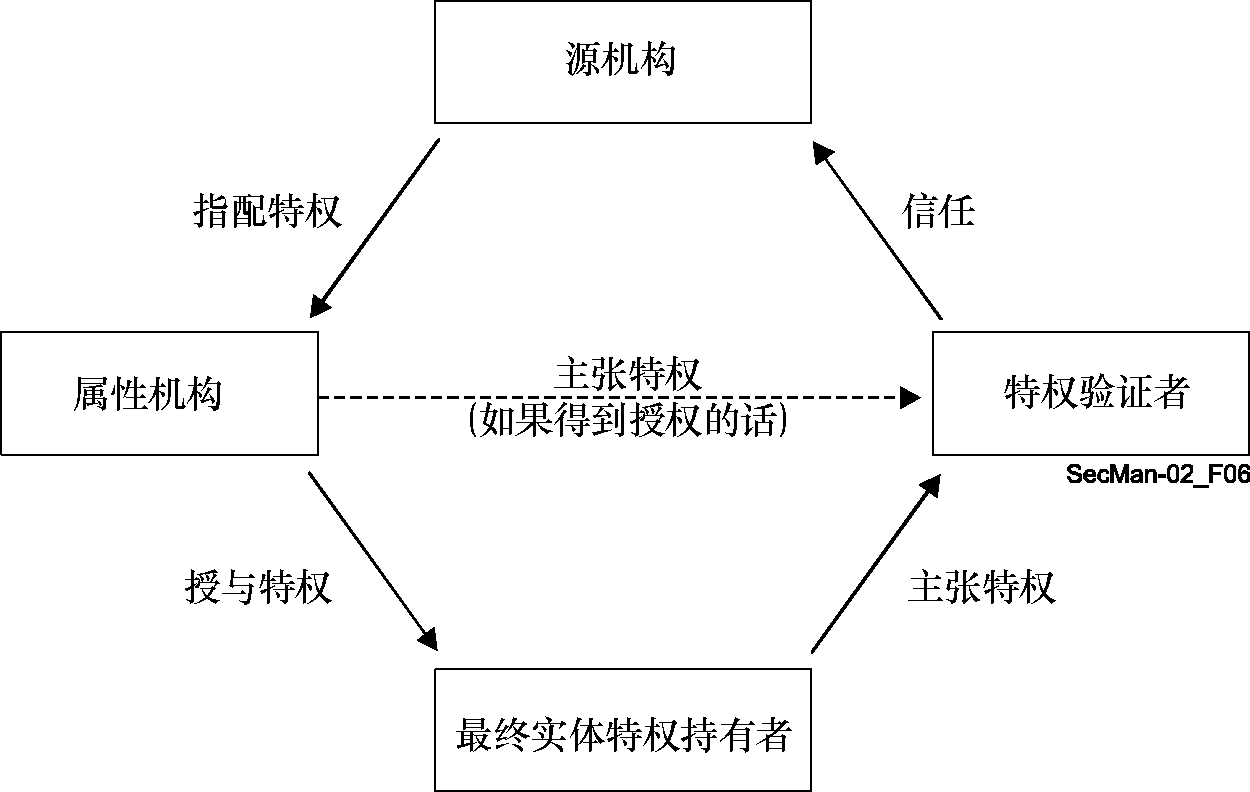 源机构
指配特权
信任
属性机构
主张特权
(如果得到授权的话)
特权验证者
SecMan-02_F06
授与特权
主张特权
最终实体特权持有者